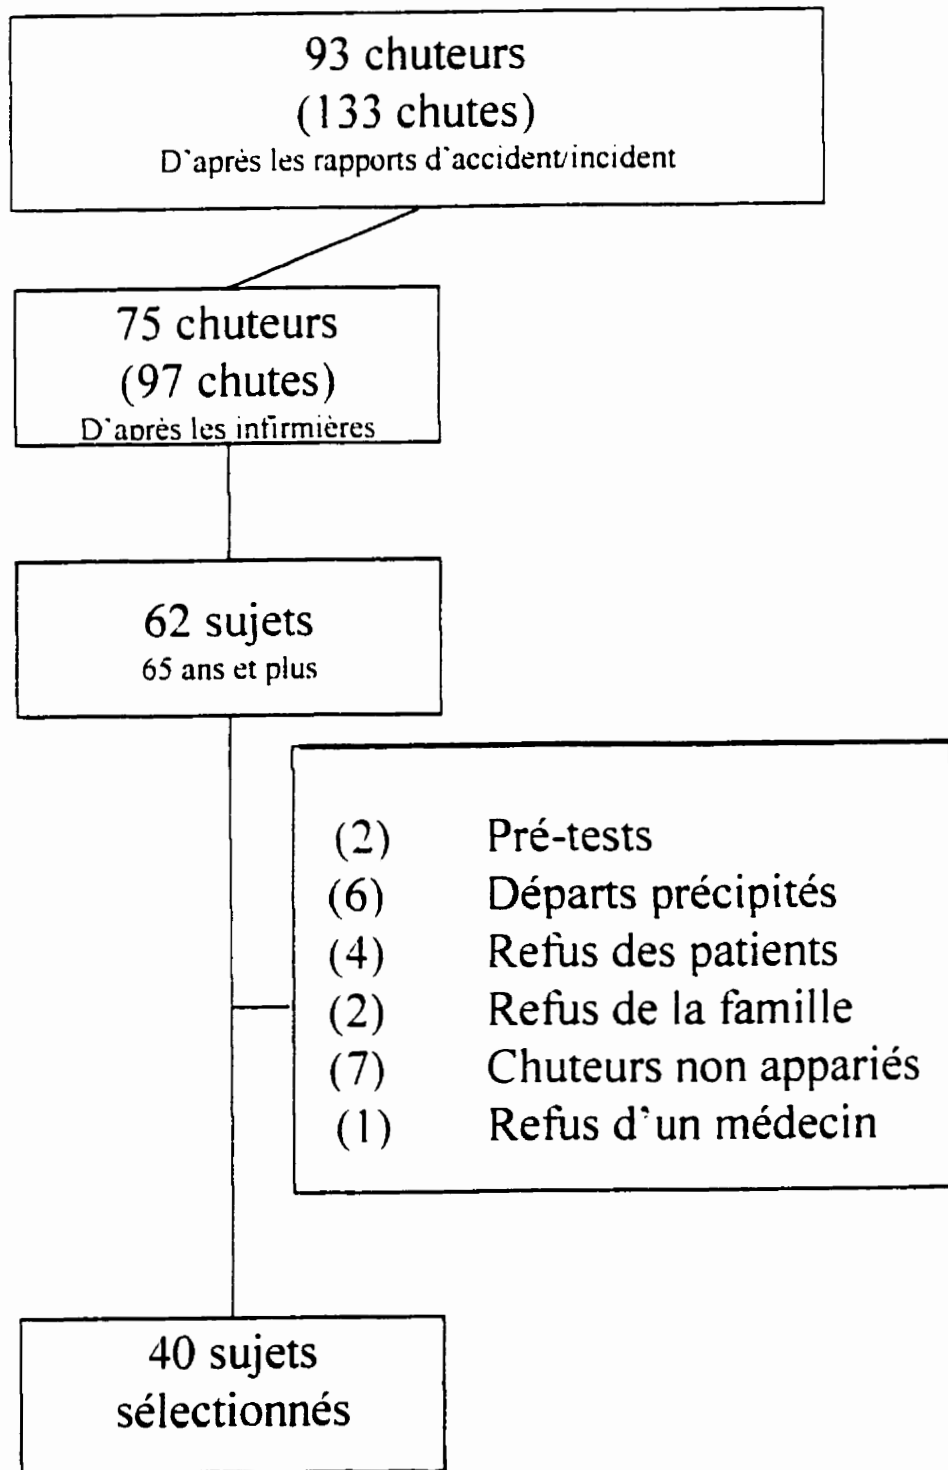 93 chuteurs
(133 chutes)
D'après les rapports d'accident/incident
75 chuteurs
(97 chutes)
D'après les infirmières
62 sujets
65 ans et plus
(2) Pré-tests
(6) Départs précipités
(4) Refus des patients
(2) Refus de la famille
(7) Chuteurs non appariés
(1) Refus d'un médecin
40 sujets
sélectionnés